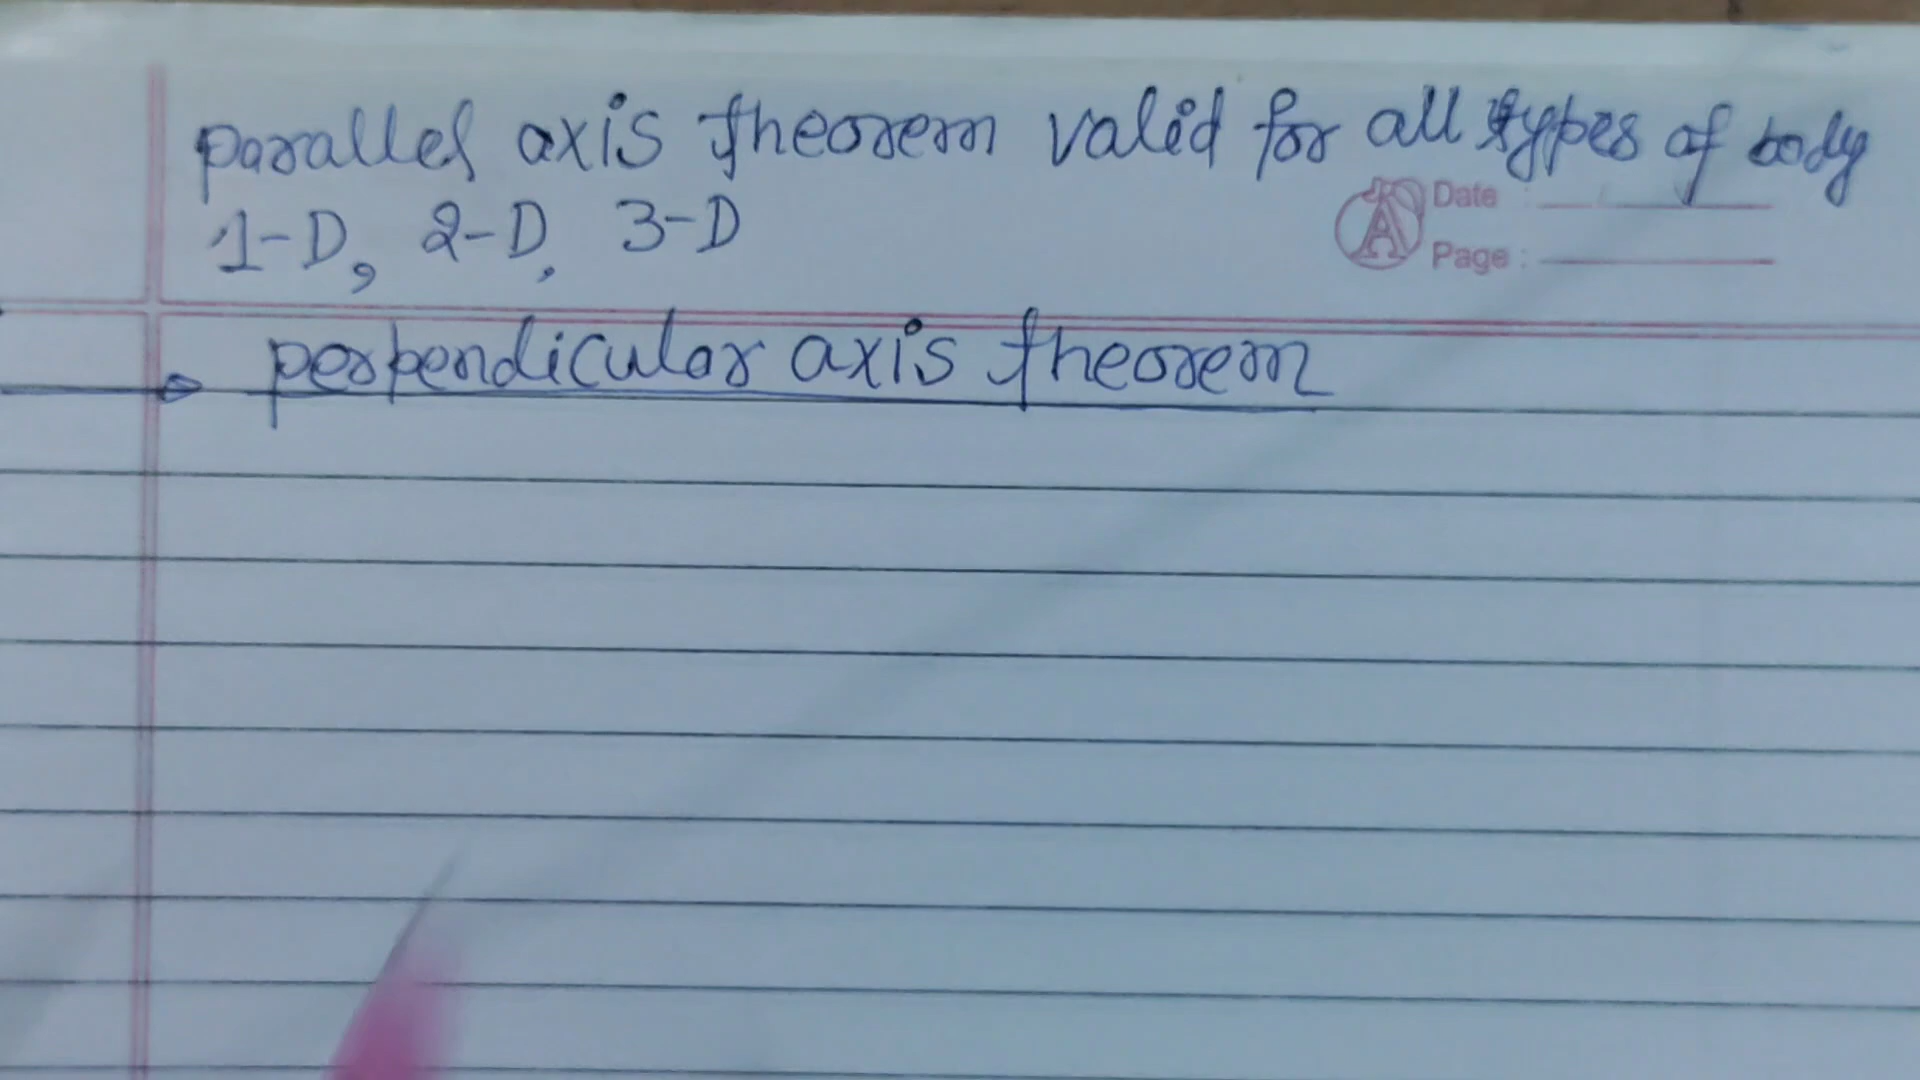 parallel axis theorem valid for all types of body
1-D, 2-D, 3-D
A Date :
Page :
perpendicular axis theorem